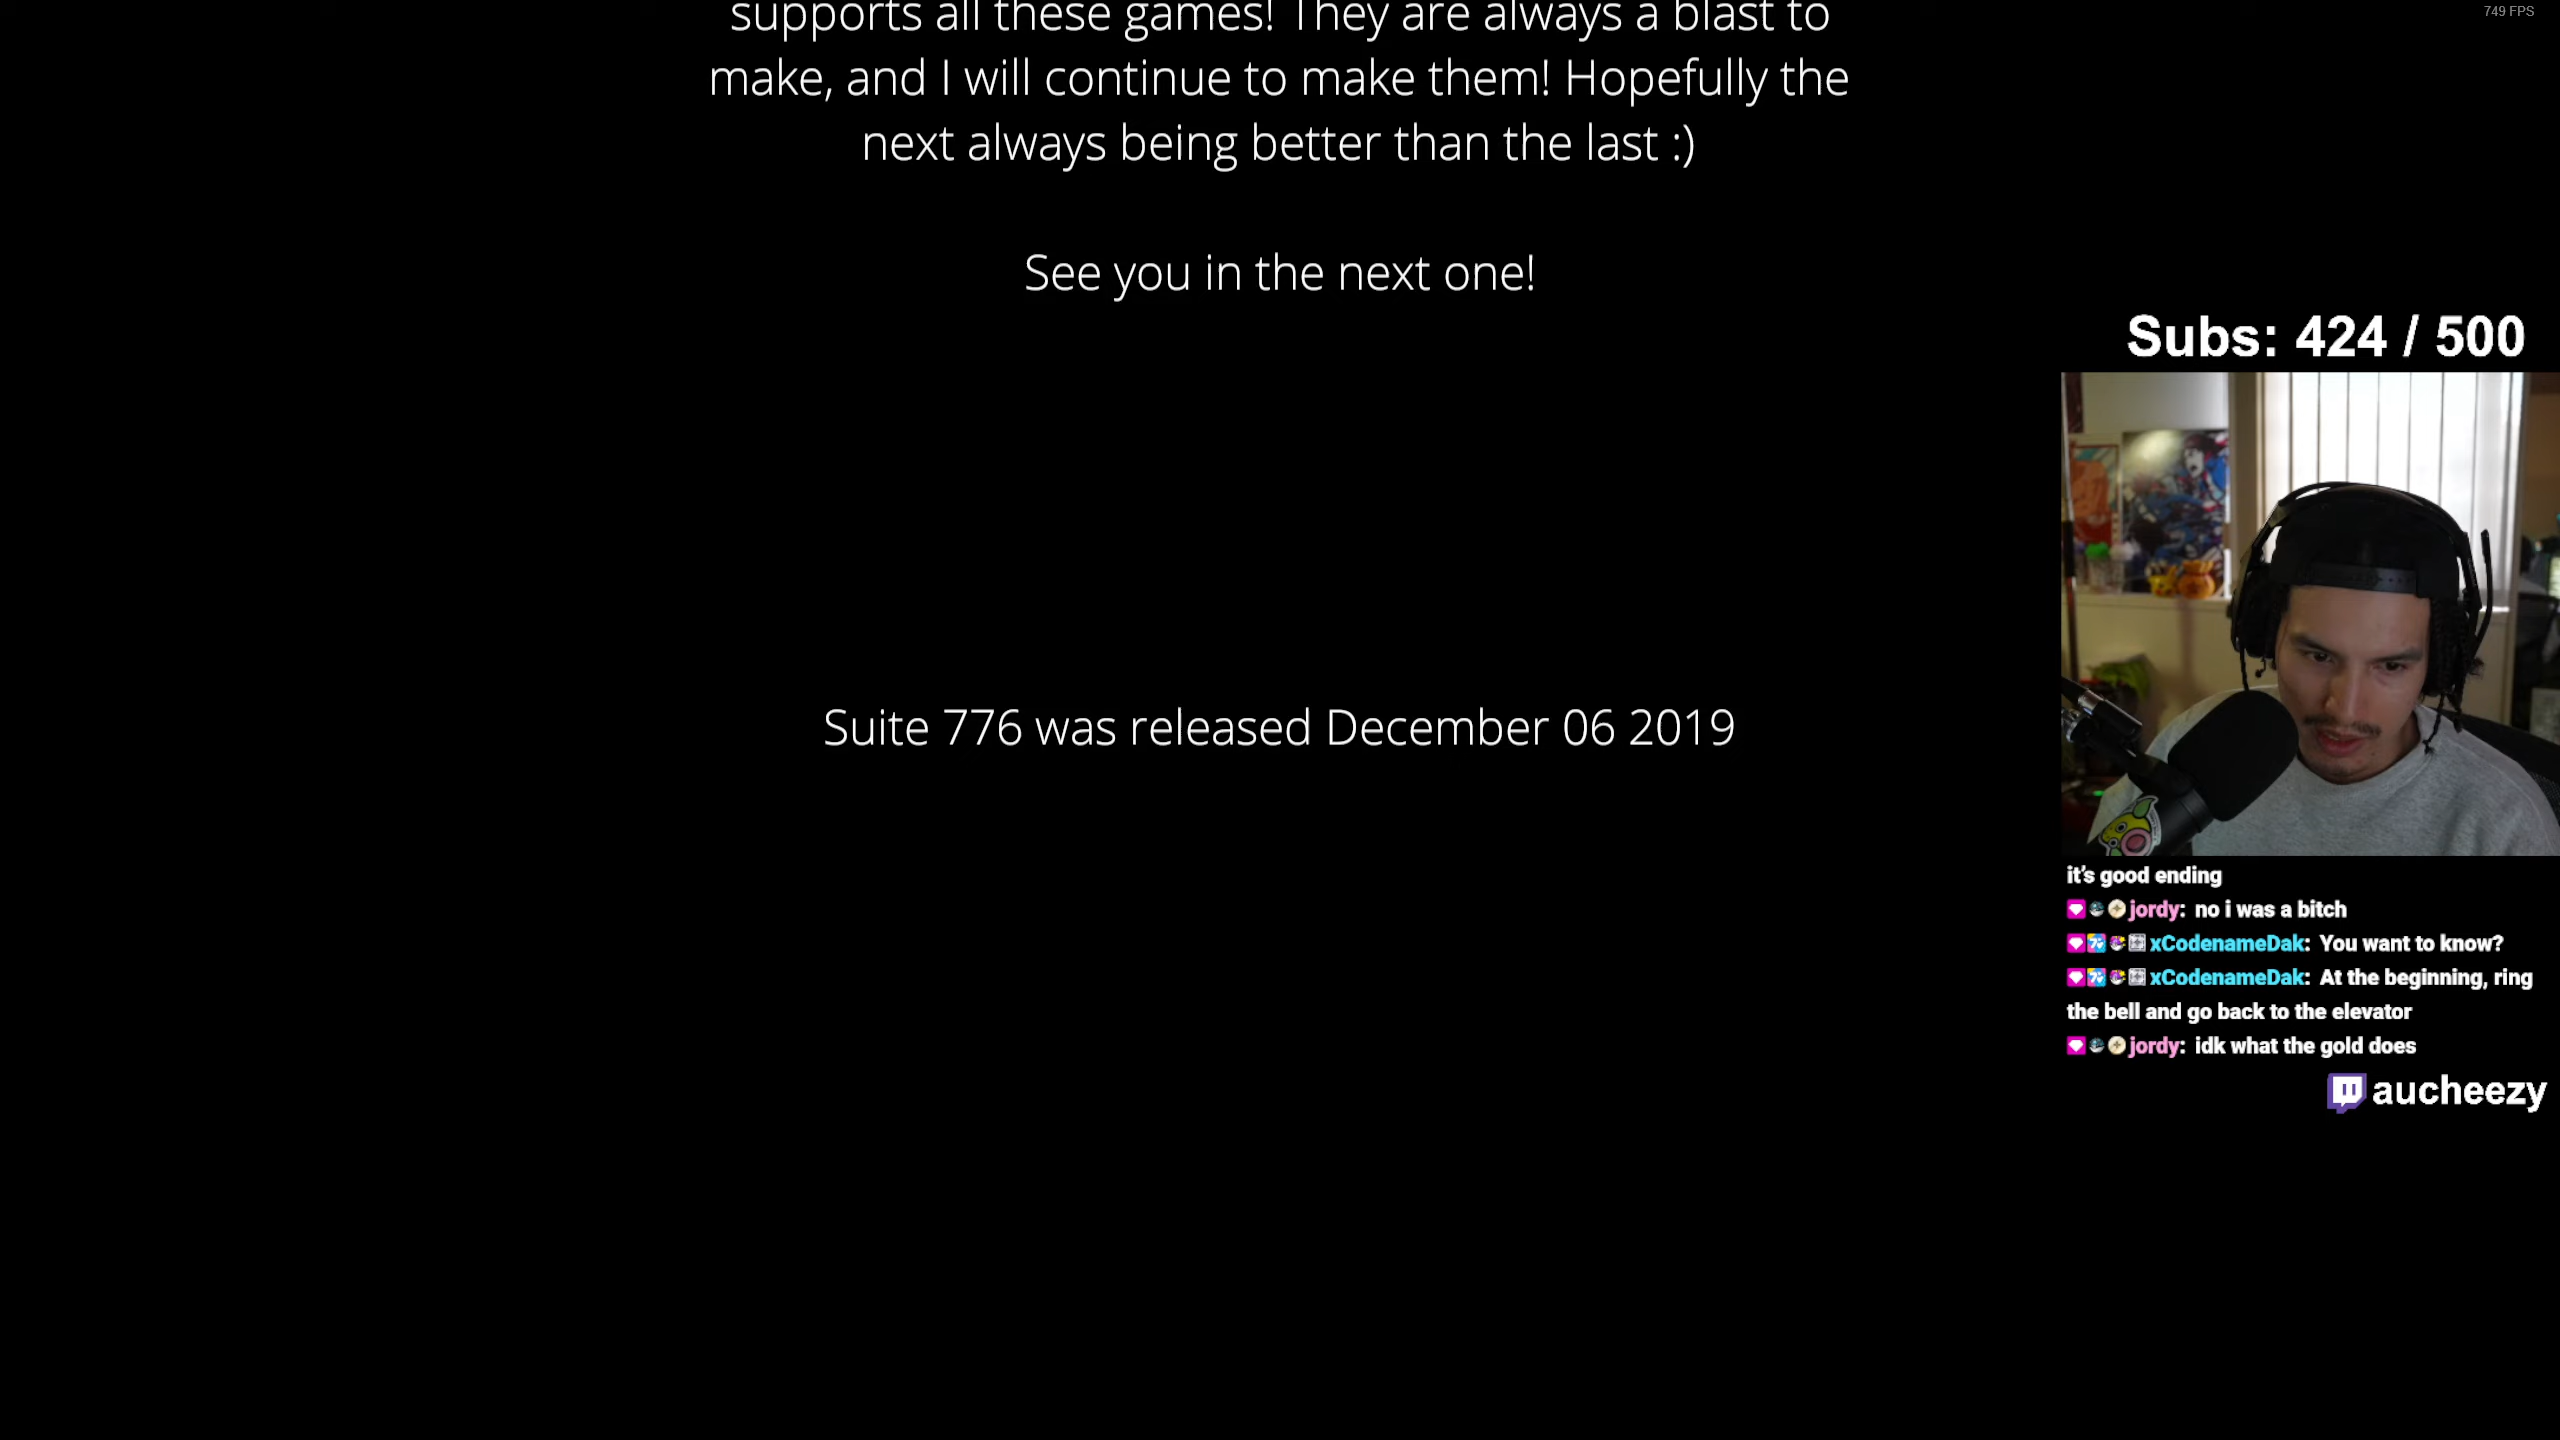 749 FPS
supports all these games! They are always a blast to
make, and I will continue to make them! Hopefully the
next always being better than the last :)
See you in the next one!
Subs: 424 / 500
Suite 776 was released December 06 2019
it's good ending
jordy: no i was a bitch
xCodenameDak: You want to know?
xCodenameDak: At the beginning, ring
the bell and go back to the elevator
jordy: idk what the gold does
aucheezy